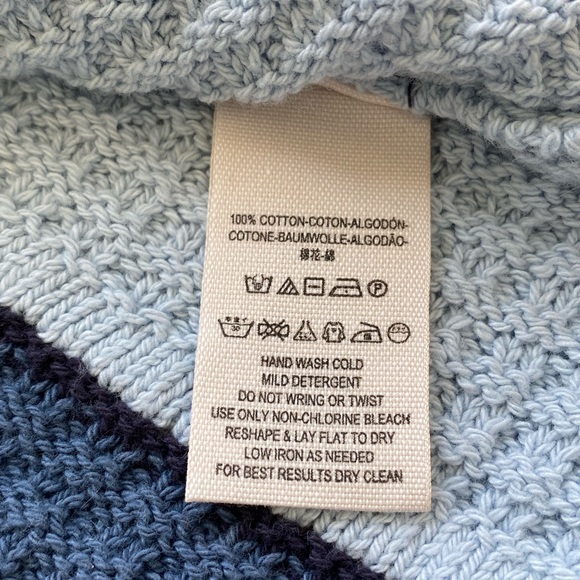 100% COTTON-COTON-ALGODÓN-
COTONE-BAUMWOLLE-ALGODÃO-
棉花-綿
P
30
HAND WASH COLD
MILD DETERGENT
DO NOT WRING OR TWIST
USE ONLY NON-CHLORINE BLEACH
RESHAPE & LAY FLAT TO DRY
LOW IRON AS NEEDED
FOR BEST RESULTS DRY CLEAN